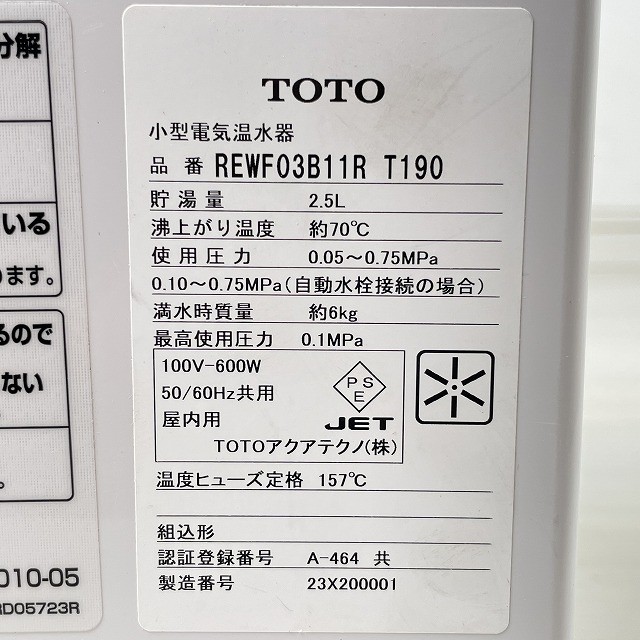 分解
いる
ります。
るので
ない
。
010-05
RD05723R
TOTO
小型電気温水器
品番 REWF03B11R T190
貯湯量 2.5L
沸上がり温度 約70℃
使用圧力 0.05～0.75MPa
0.10～0.75MPa(自動水栓接続の場合)
満水時質量 約6kg
最高使用圧力 0.1MPa
100V-600W
50/60Hz共用
屋内用
PSE
JET
TOTOアクアテクノ(株)
温度ヒューズ定格 157℃
組込形
認証登録番号 A-464 共
製造番号 23X200001